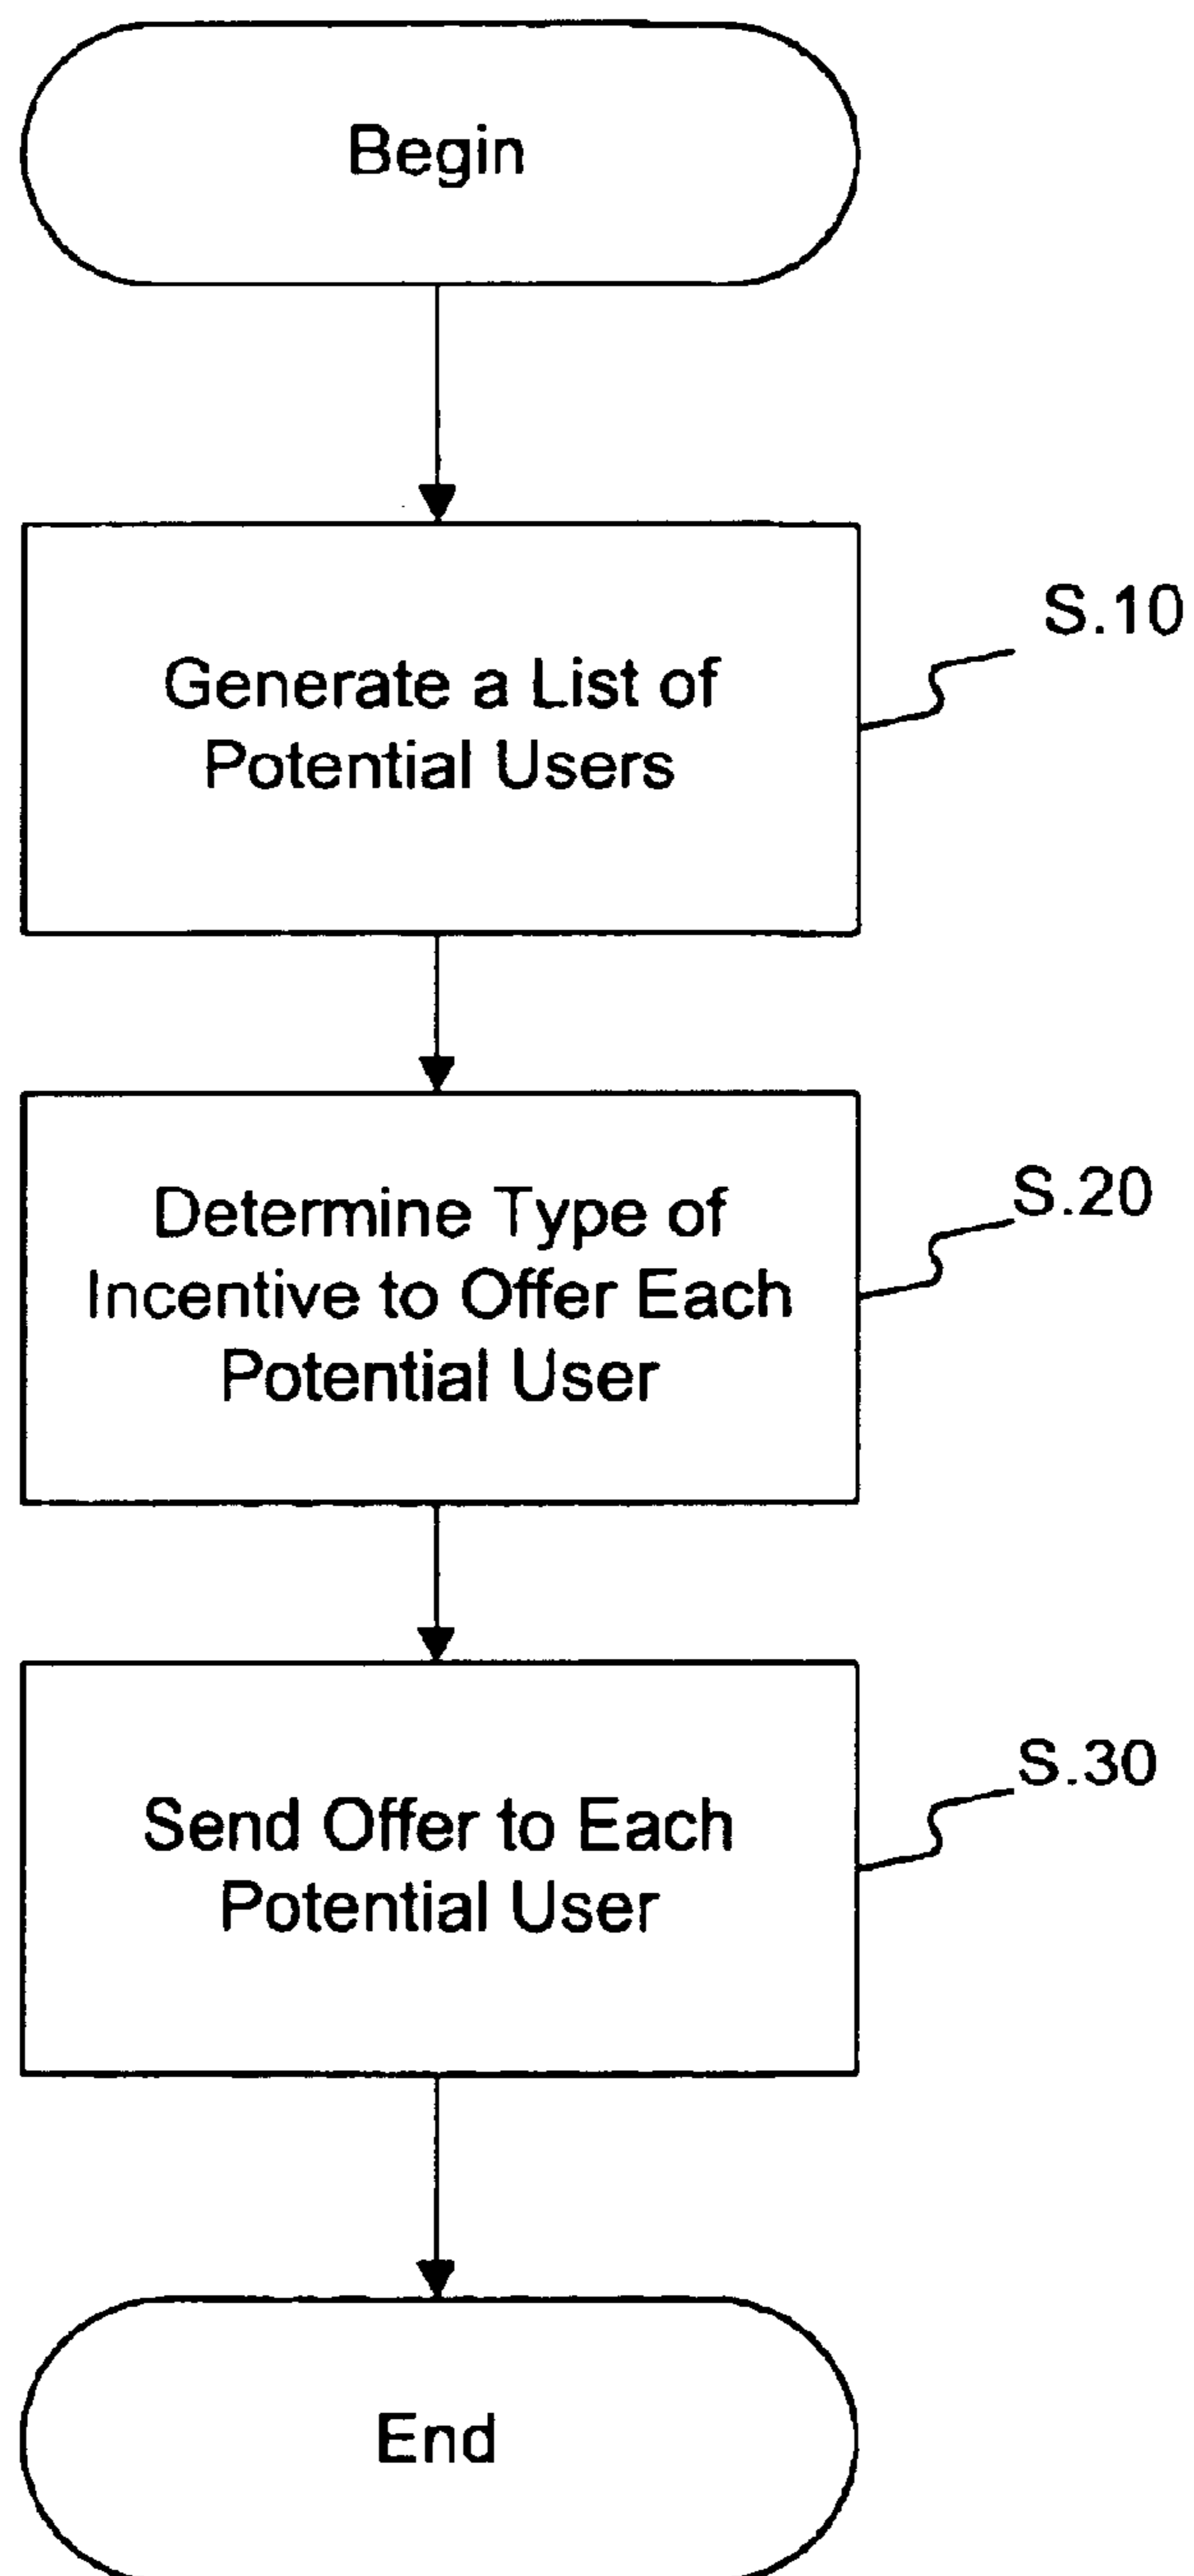 Begin
Generate a List of
Potential Users
S.10
Determine Type of
Incentive to Offer Each
Potential User
S.20
Send Offer to Each
Potential User
S.30
End